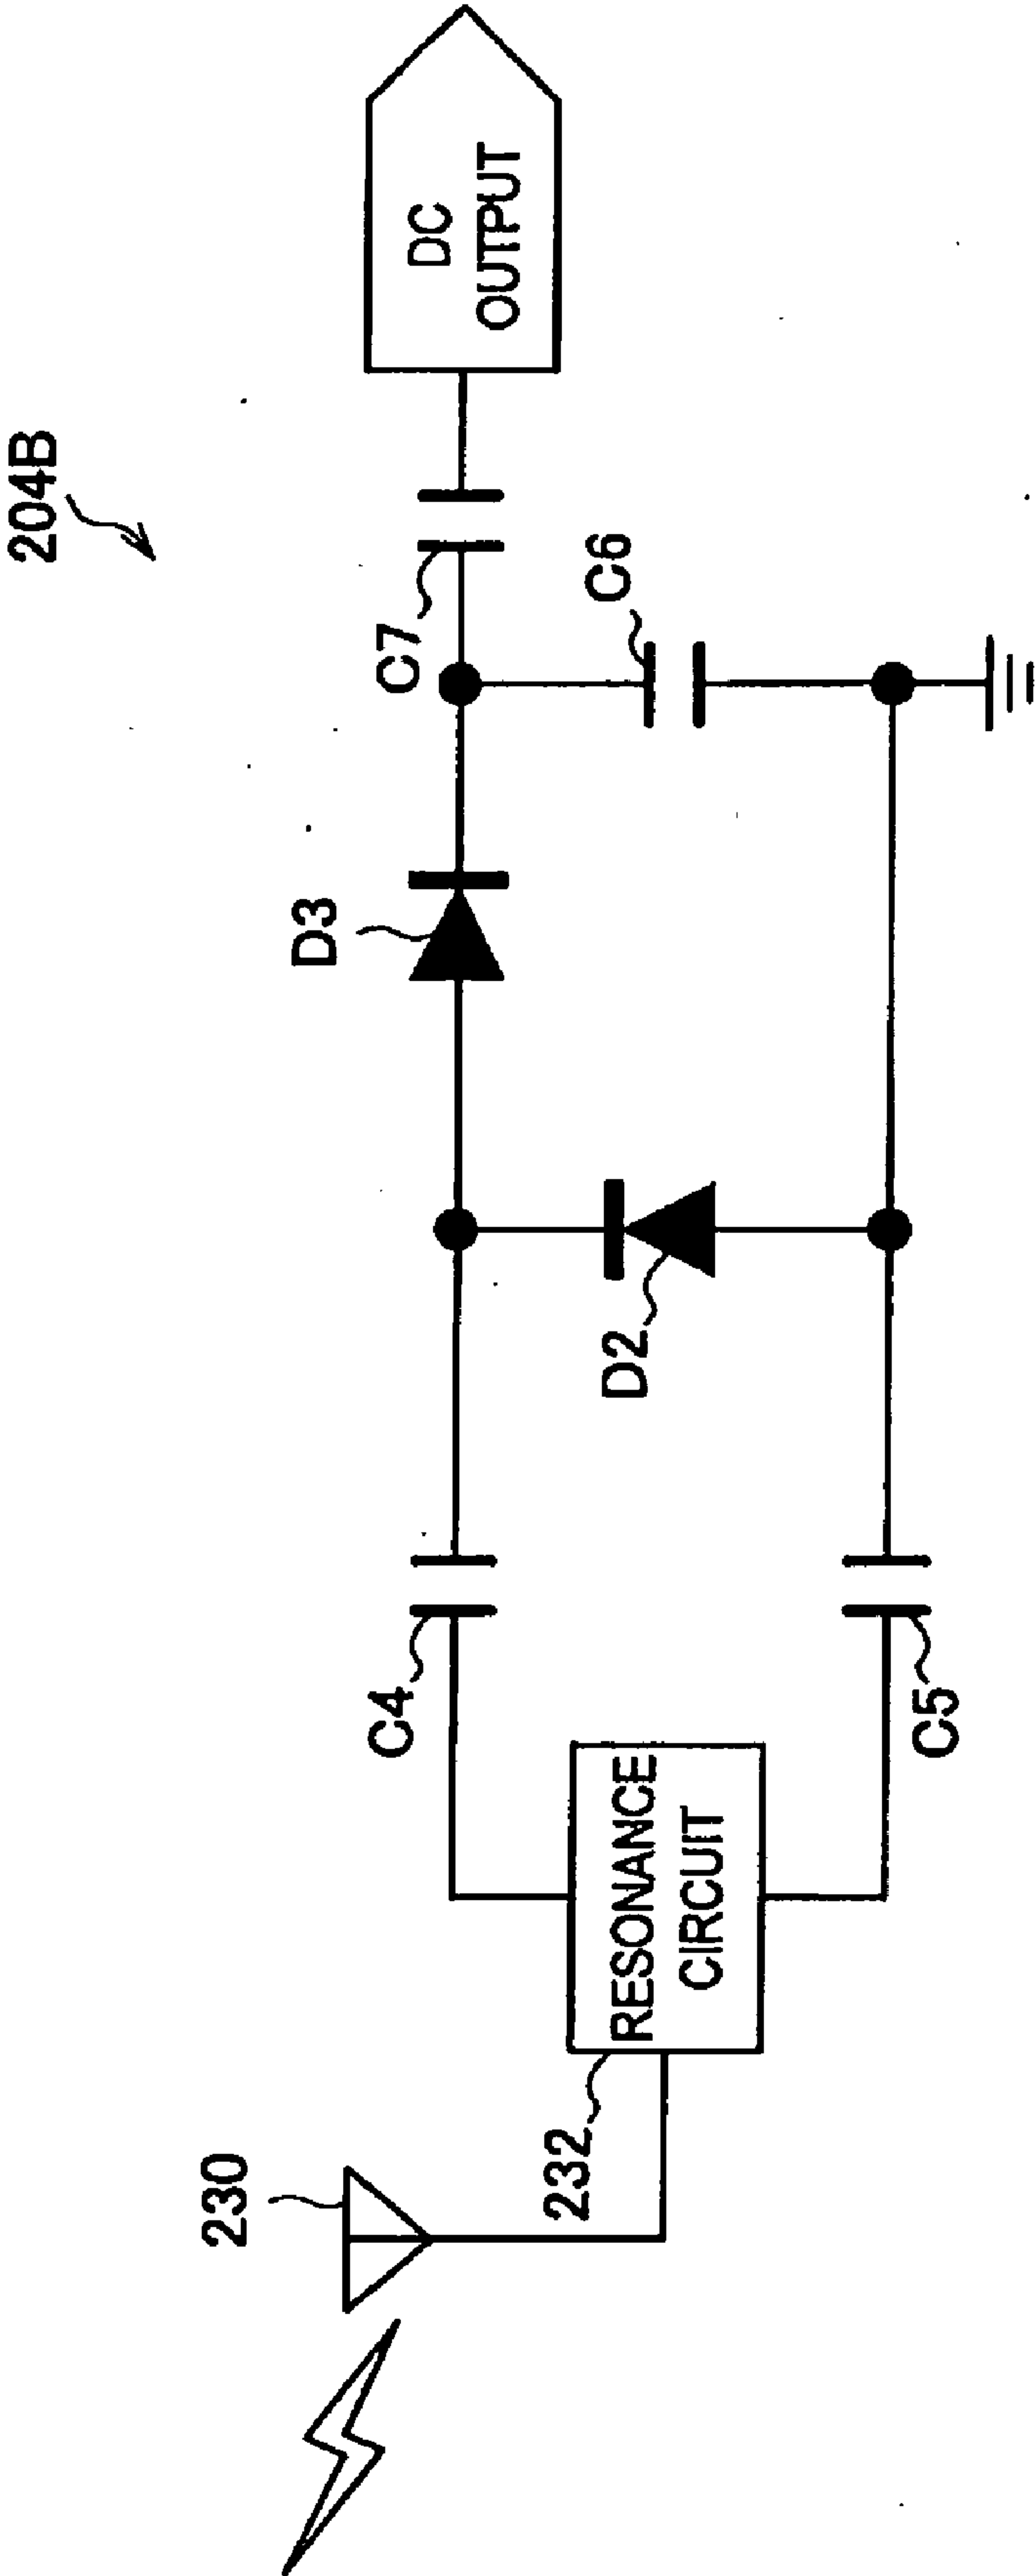 204B
230
232
RESONANCE
CIRCUIT
C4
C5
D2
D3
C7
C6
DC
OUTPUT